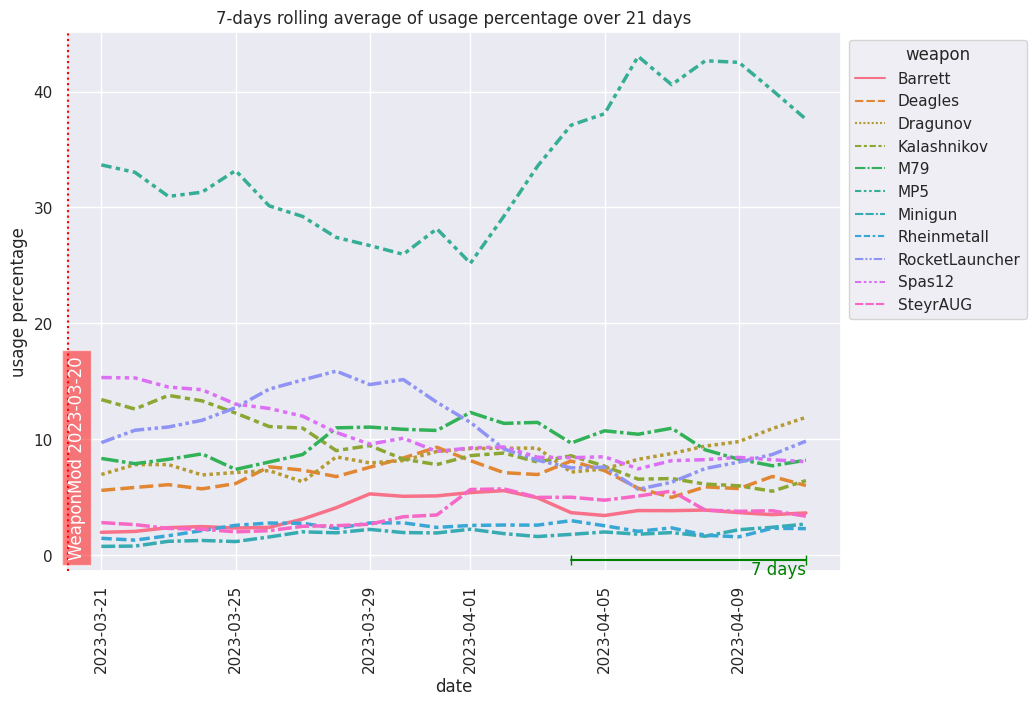 7-days rolling average of usage percentage over 21 days
usage percentage
40
30
20
10
0
WeaponMod 2023-03-20
7 days
2023-03-21
2023-03-25
2023-03-29
2023-04-01
2023-04-05
2023-04-09
date
weapon
Barrett
Deagles
Dragunov
Kalashnikov
M79
MP5
Minigun
Rheinmetall
RocketLauncher
Spas12
SteyrAUG